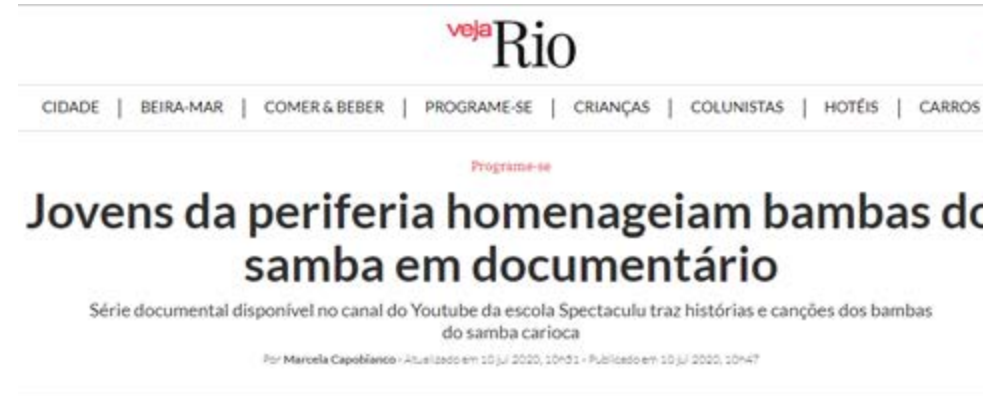 veja Rio
CIDADE | BEIRA-MAR | COMER & BEBER | PROGRAME-SE | CRIANÇAS | COLUNISTAS | HOTÉIS | CARROS
Programe-se
Jovens da periferia homenageiam bambas do
samba em documentário
Série documental disponível no canal do Youtube da escola Spectaculu traz histórias e canções dos bambas
do samba carioca
Por Marcela Capobianco - Atualizado em 10 jul 2020, 10h51 - Publicado em 10 jul 2020, 10h47